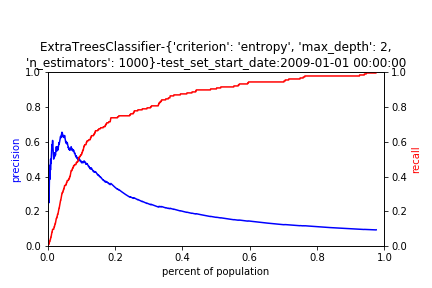 ExtraTreesClassifier-{'criterion': 'entropy', 'max_depth': 2,
'n_estimators': 1000}-test_set_start_date:2009-01-01 00:00:00
1.0 1.0
0.8 0.8
0.6 0.6
precision recall
0.4 0.4
0.2 0.2
0.0 0.0
0.0 0.2 0.4 0.6 0.8 1.0
percent of population